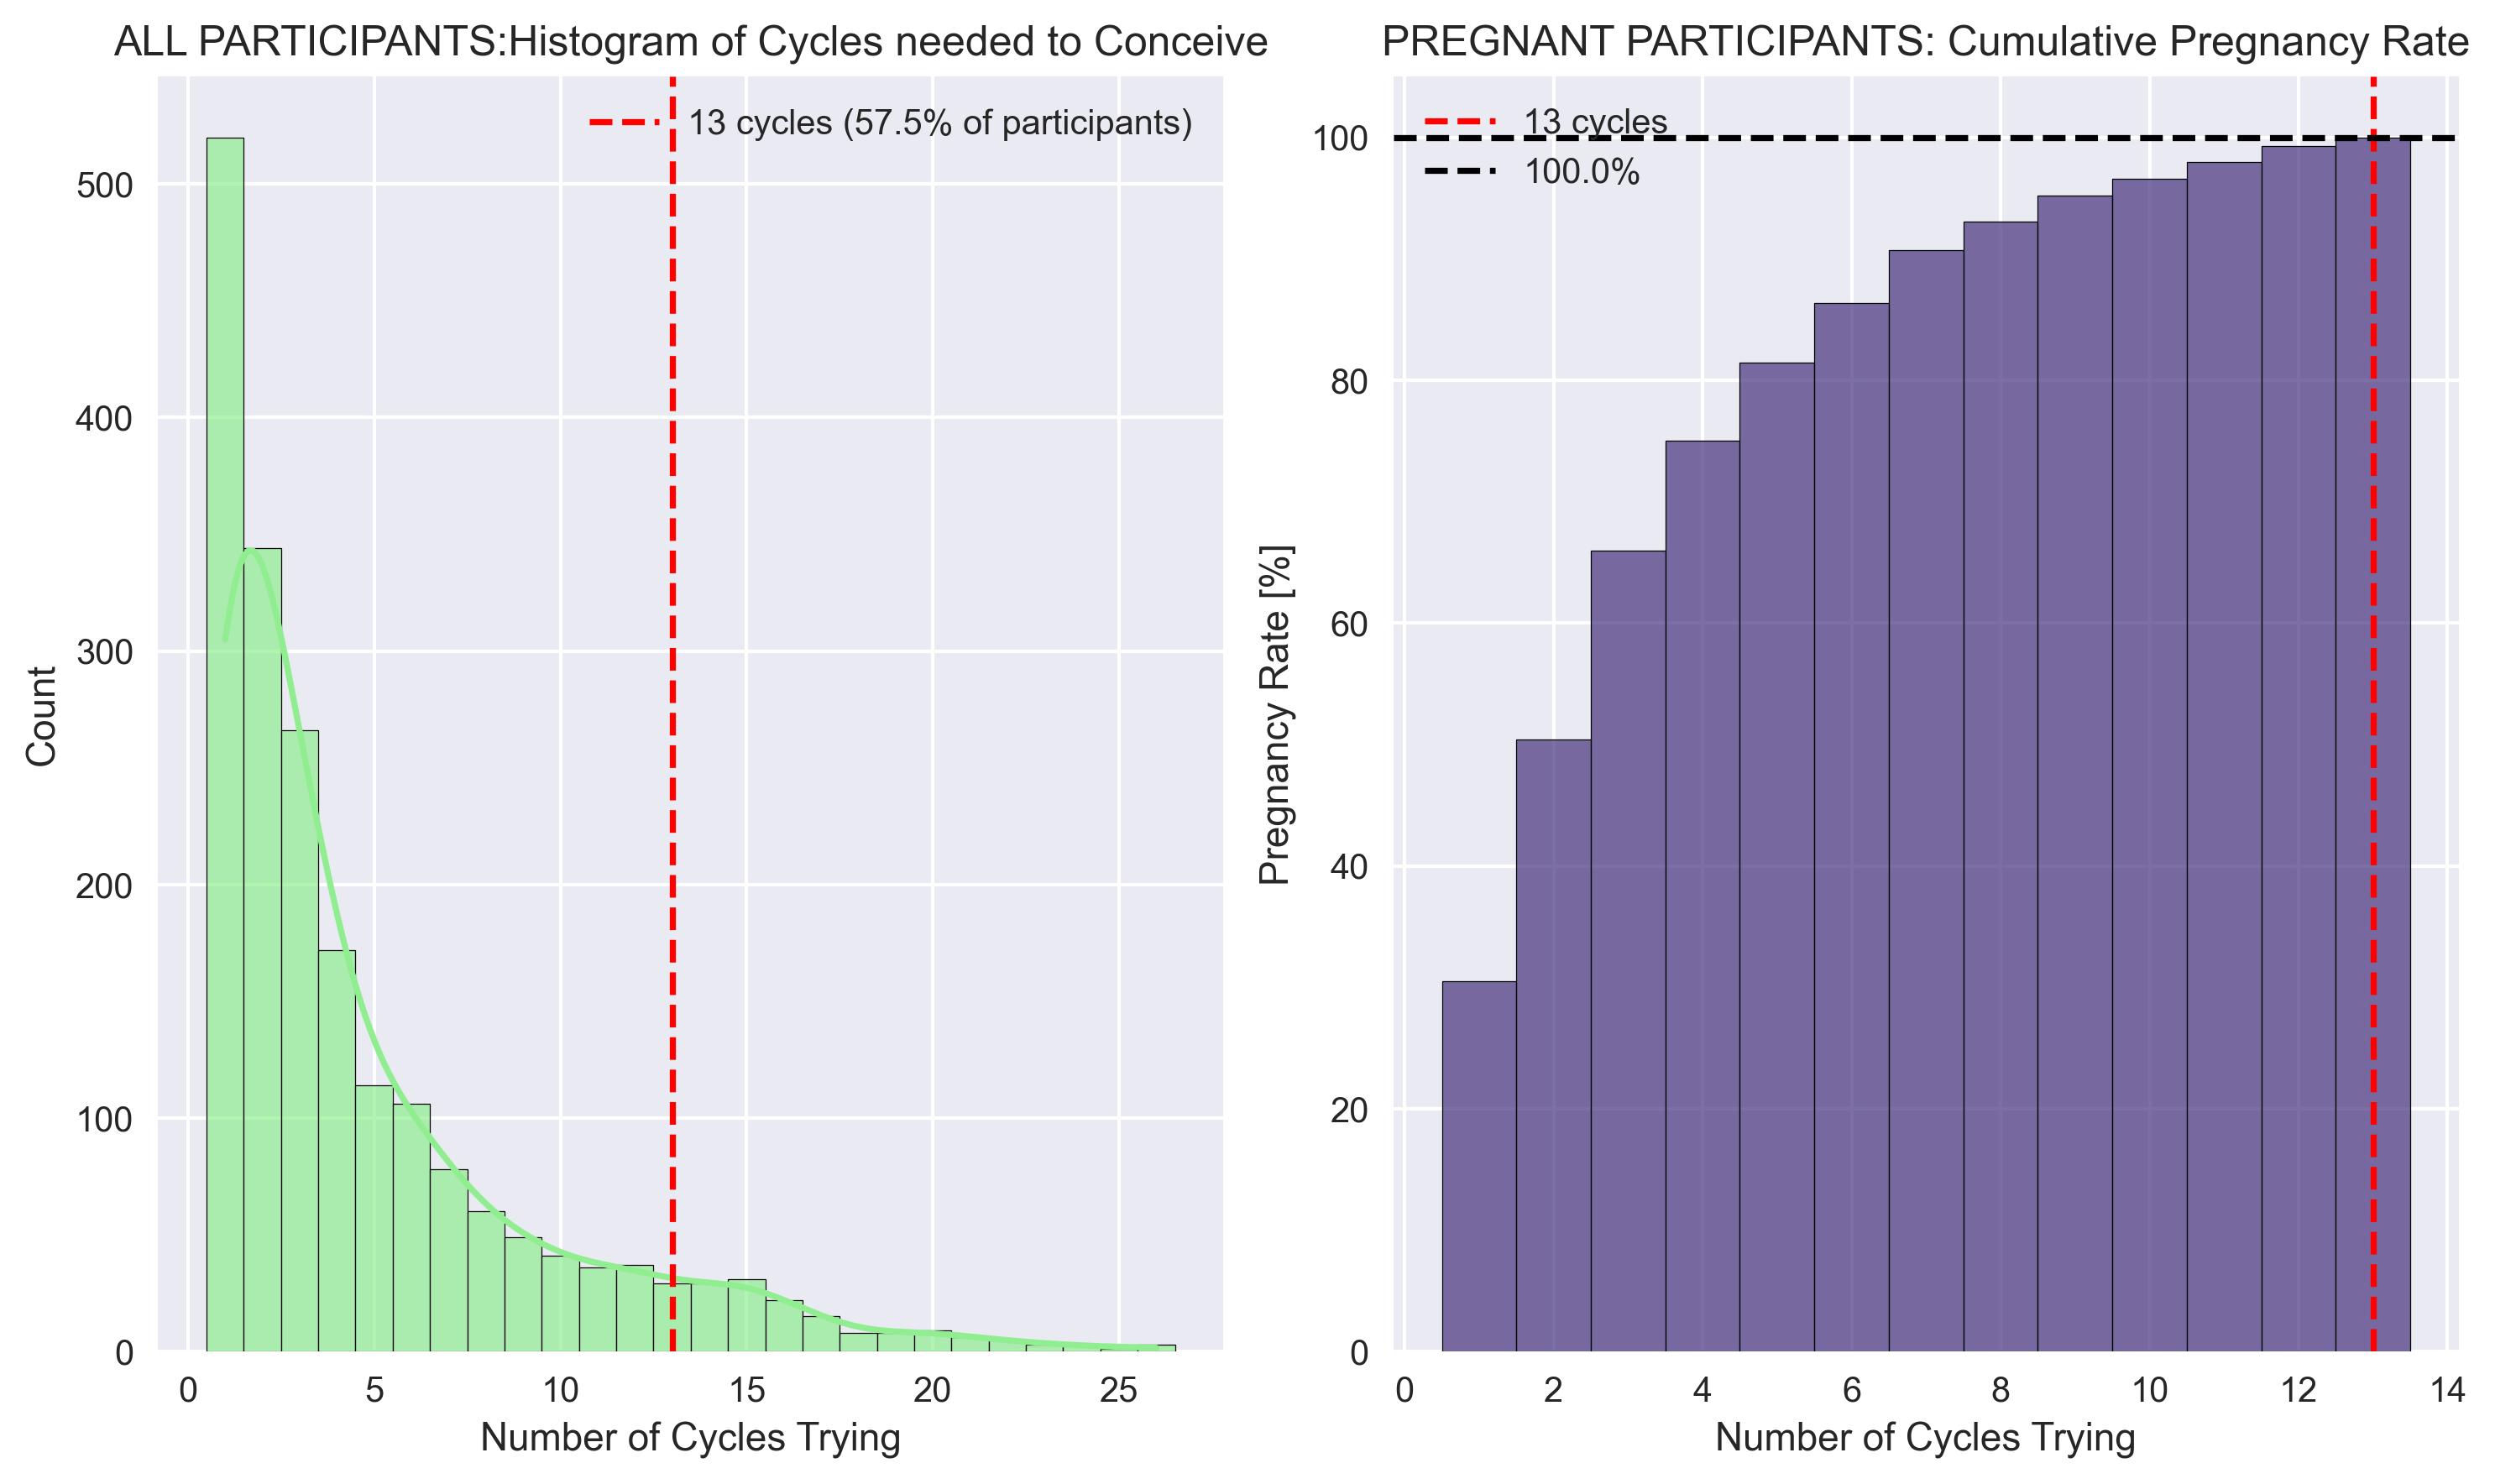 ALL PARTICIPANTS:Histogram of Cycles needed to Conceive
13 cycles (57.5% of participants)
500
400
300
200
100
0
Count
0 5 10 15 20 25
Number of Cycles Trying
PREGNANT PARTICIPANTS: Cumulative Pregnancy Rate
13 cycles
100.0%
100
80
60
40
20
0
Pregnancy Rate [%]
0 2 4 6 8 10 12 14
Number of Cycles Trying